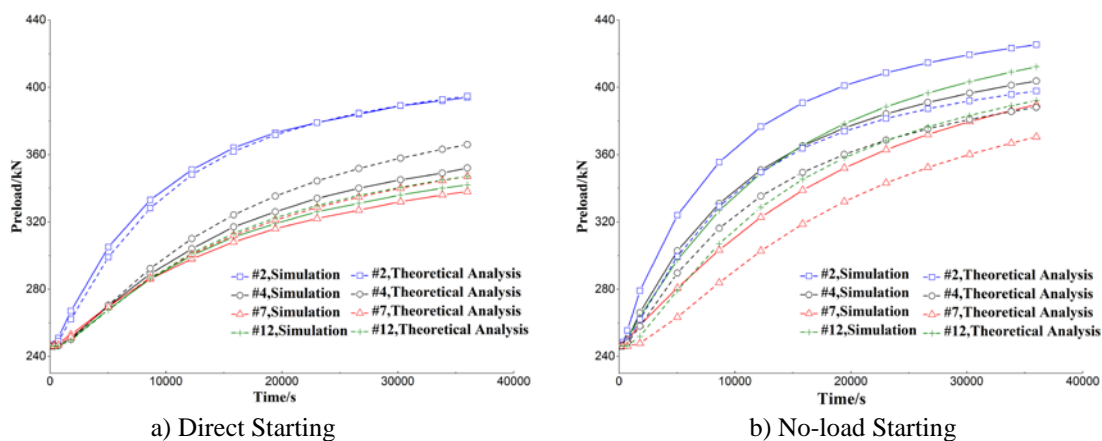 440
400
360
320
280
240
Preload/kN
#2,Simulation #2,Theoretical Analysis
#4,Simulation #4,Theoretical Analysis
#7,Simulation #7,Theoretical Analysis
#12,Simulation #12,Theoretical Analysis
0 10000 20000 30000 40000
Time/s
a) Direct Starting
440
400
360
320
280
240
Preload/kN
#2,Simulation #2,Theoretical Analysis
#4,Simulation #4,Theoretical Analysis
#7,Simulation #7,Theoretical Analysis
#12,Simulation #12,Theoretical Analysis
0 10000 20000 30000 40000
Time/s
b) No-load Starting